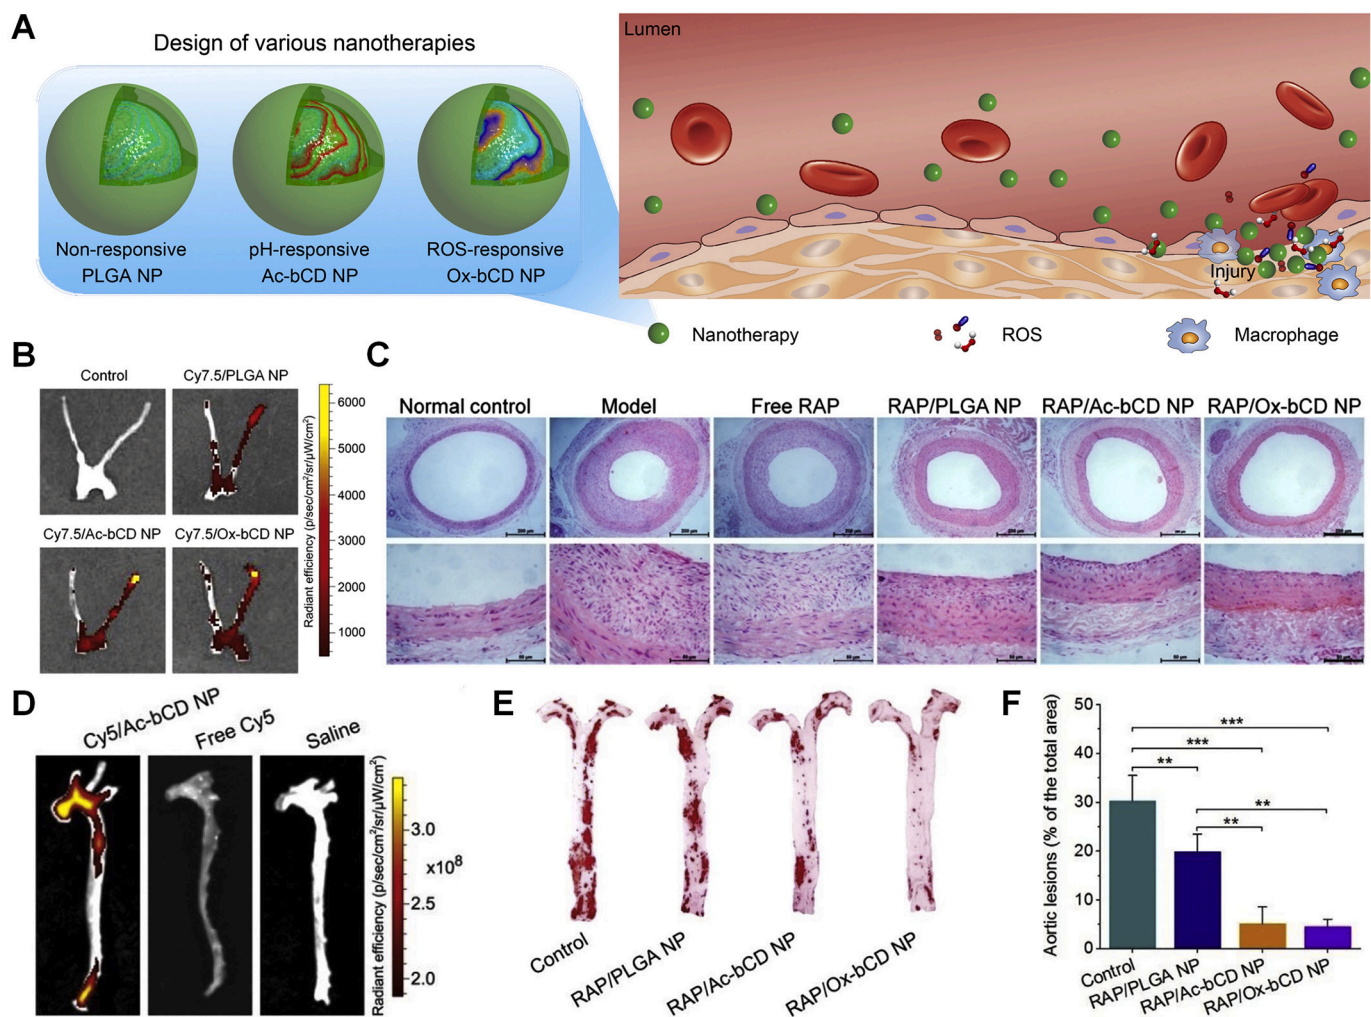 A
Design of various nanotherapies
Non-responsive
PLGA NP
pH-responsive
Ac-bCD NP
ROS-responsive
Ox-bCD NP
Lumen
Injury
Nanotherapy
ROS
Macrophage
B
Control
Cy7.5/PLGA NP
Cy7.5/Ac-bCD NP
Cy7.5/Ox-bCD NP
6000
5000
4000
3000
2000
1000
Radiant efficiency (p/sec/cm²/sr/μW/cm²)
C
Normal control
Model
Free RAP
RAP/PLGA NP
RAP/Ac-bCD NP
RAP/Ox-bCD NP
D
Cy5/Ac-bCD NP
Free Cy5
Saline
3.0
x10⁸
2.5
2.0
Radiant efficiency (p/sec/cm²/sr/μW/cm²)
E
Control
RAP/PLGA NP
RAP/Ac-bCD NP
RAP/Ox-bCD NP
F
Aortic lesions (% of the total area)
50
40
30
20
10
0
***
***
**
**
**
Control
RAP/PLGA NP
RAP/Ac-bCD NP
RAP/Ox-bCD NP